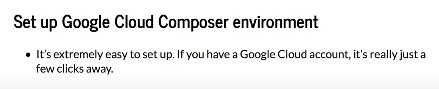 Set up Google Cloud Composer environment
• It's extremely easy to set up. If you have a Google Cloud account, it's really just a
few clicks away.